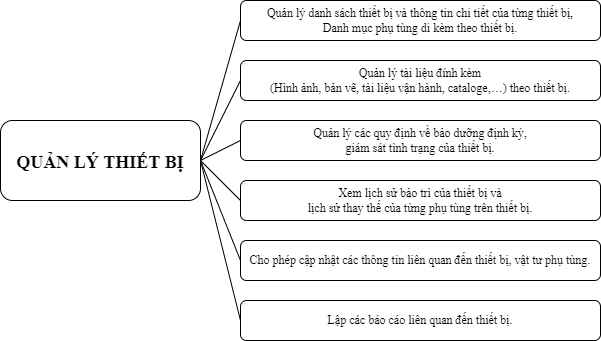 QUẢN LÝ THIẾT BỊ
Quản lý danh sách thiết bị và thông tin chi tiết của từng thiết bị,
Danh mục phụ tùng di kèm theo thiết bị.
Quản lý tài liệu đính kèm
(Hình ảnh, bản vẽ, tài liệu vận hành, cataloge,…) theo thiết bị.
Quản lý các quy định về bảo dưỡng định kỳ,
giám sát tình trạng của thiết bị.
Xem lịch sử bảo trì của thiết bị và
lịch sử thay thế của từng phụ tùng trên thiết bị.
Cho phép cập nhật các thông tin liên quan đến thiết bị, vật tư phụ tùng.
Lập các báo cáo liên quan đến thiết bị.